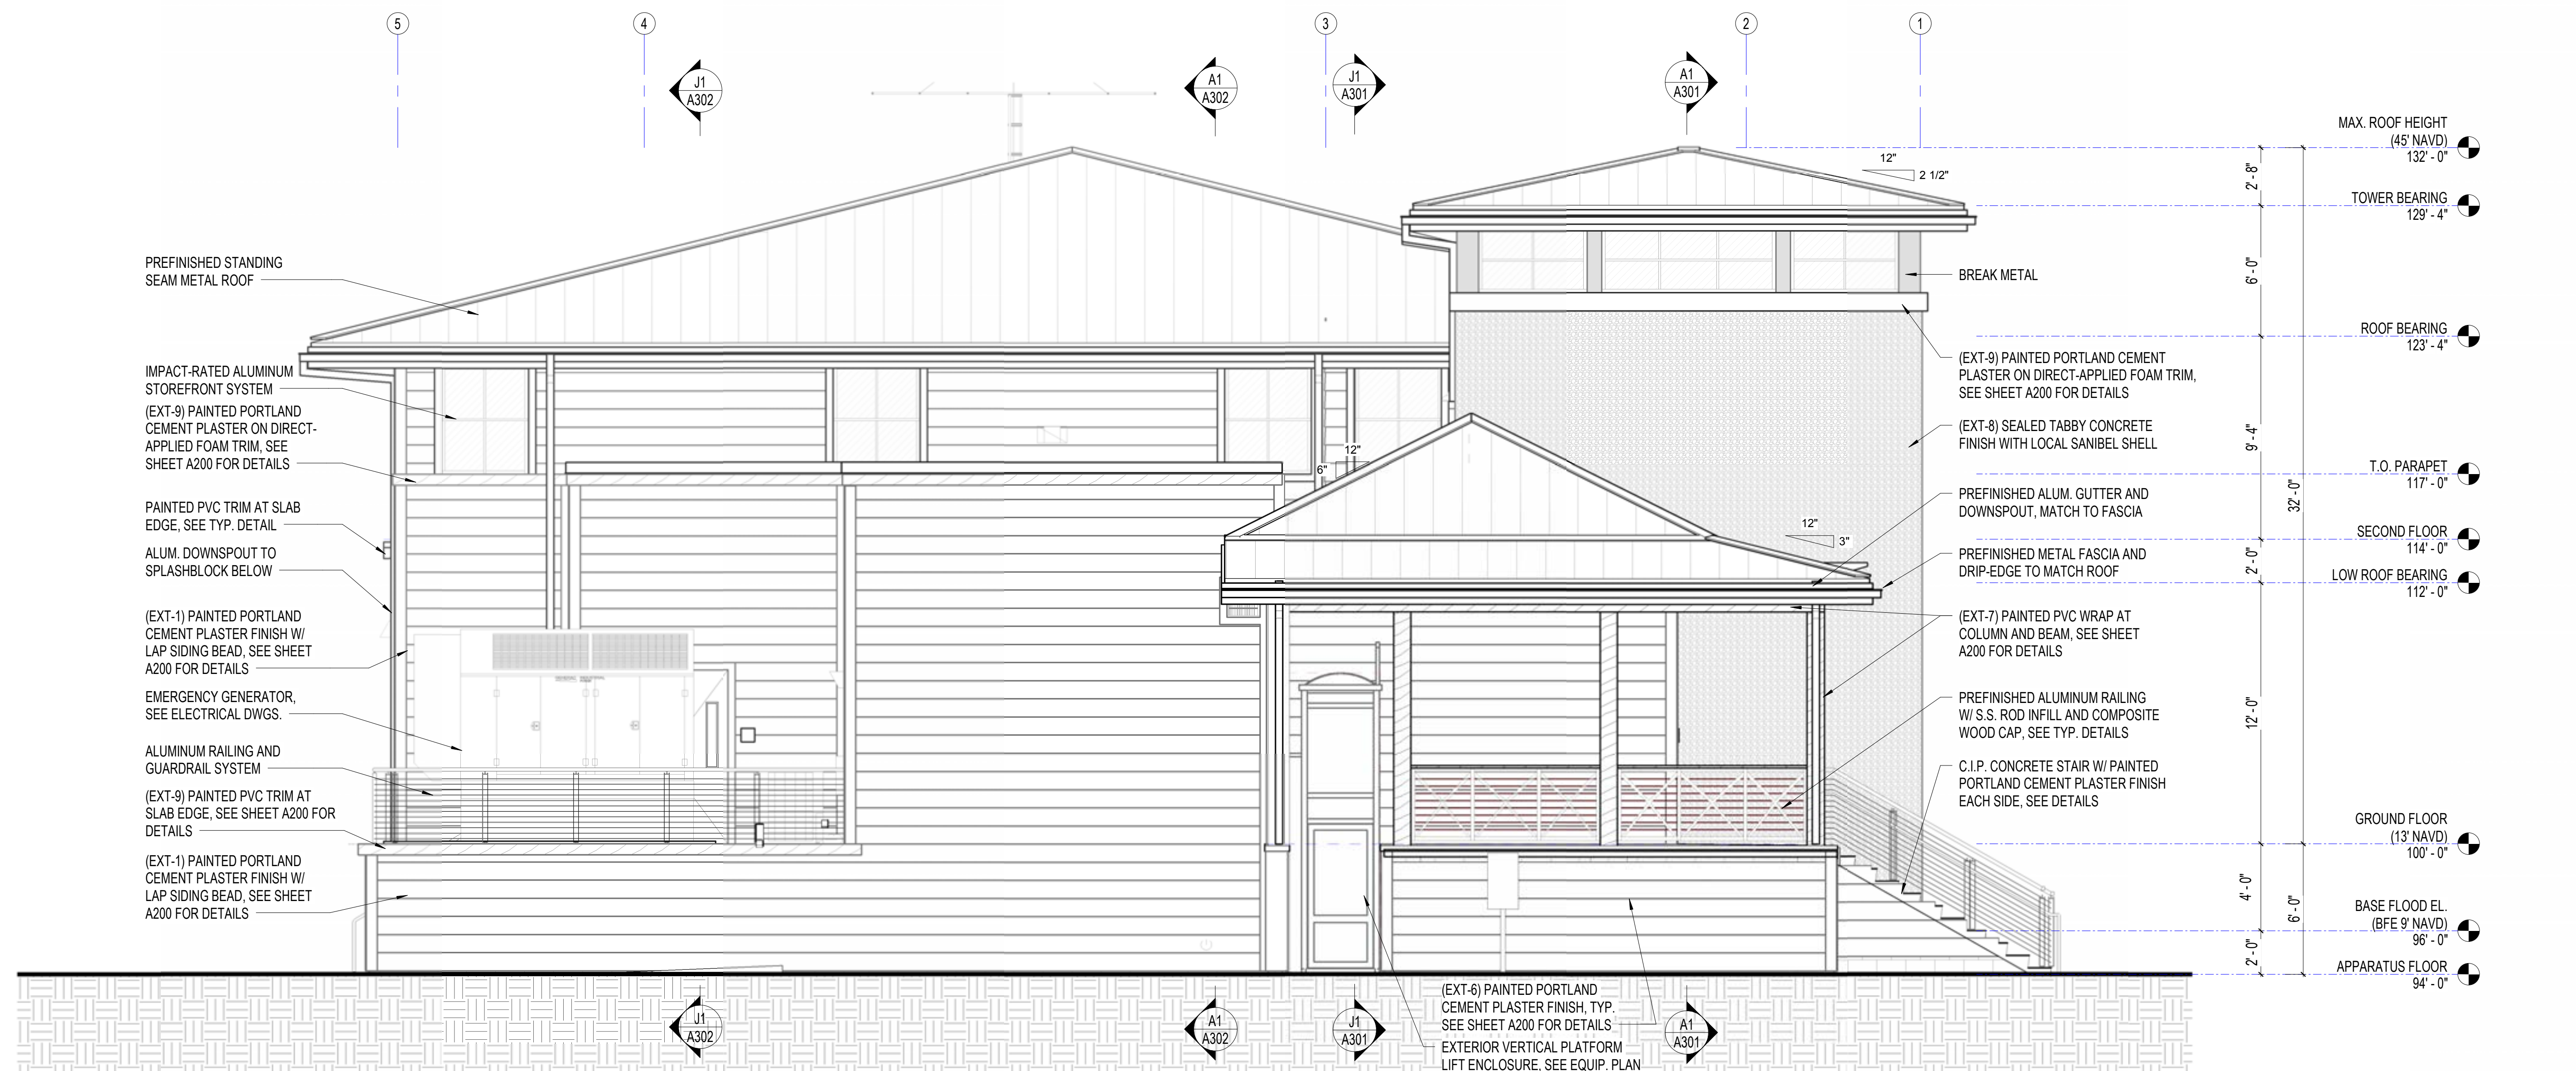 5
4
3
2
1
J1
A302
A1
A302
J1
A301
A1
A301
MAX. ROOF HEIGHT
(45' NAVD)
132' - 0"
TOWER BEARING
129' - 4"
ROOF BEARING
123' - 4"
T.O. PARAPET
117' - 0"
SECOND FLOOR
114' - 0"
LOW ROOF BEARING
112' - 0"
GROUND FLOOR
(13' NAVD)
100' - 0"
BASE FLOOD EL.
(BFE 9' NAVD)
96' - 0"
APPARATUS FLOOR
94' - 0"
2' - 8"
6' - 0"
9' - 4"
2' - 0"
12' - 0"
4' - 0"
2' - 0"
32' - 0"
6' - 0"
12"
2 1/2"
12"
6"
12"
3"
PREFINISHED STANDING
SEAM METAL ROOF
IMPACT-RATED ALUMINUM
STOREFRONT SYSTEM
(EXT-9) PAINTED PORTLAND
CEMENT PLASTER ON DIRECT-
APPLIED FOAM TRIM, SEE
SHEET A200 FOR DETAILS
PAINTED PVC TRIM AT SLAB
EDGE, SEE TYP. DETAIL
ALUM. DOWNSPOUT TO
SPLASHBLOCK BELOW
(EXT-1) PAINTED PORTLAND
CEMENT PLASTER FINISH W/
LAP SIDING BEAD, SEE SHEET
A200 FOR DETAILS
EMERGENCY GENERATOR,
SEE ELECTRICAL DWGS.
ALUMINUM RAILING AND
GUARDRAIL SYSTEM
(EXT-9) PAINTED PVC TRIM AT
SLAB EDGE, SEE SHEET A200 FOR
DETAILS
(EXT-1) PAINTED PORTLAND
CEMENT PLASTER FINISH W/
LAP SIDING BEAD, SEE SHEET
A200 FOR DETAILS
BREAK METAL
(EXT-9) PAINTED PORTLAND CEMENT
PLASTER ON DIRECT-APPLIED FOAM TRIM,
SEE SHEET A200 FOR DETAILS
(EXT-8) SEALED TABBY CONCRETE
FINISH WITH LOCAL SANIBEL SHELL
PREFINISHED ALUM. GUTTER AND
DOWNSPOUT, MATCH TO FASCIA
PREFINISHED METAL FASCIA AND
DRIP-EDGE TO MATCH ROOF
(EXT-7) PAINTED PVC WRAP AT
COLUMN AND BEAM, SEE SHEET
A200 FOR DETAILS
PREFINISHED ALUMINUM RAILING
W/ S.S. ROD INFILL AND COMPOSITE
WOOD CAP, SEE TYP. DETAILS
C.I.P. CONCRETE STAIR W/ PAINTED
PORTLAND CEMENT PLASTER FINISH
EACH SIDE, SEE DETAILS
(EXT-6) PAINTED PORTLAND
CEMENT PLASTER FINISH, TYP.
SEE SHEET A200 FOR DETAILS
EXTERIOR VERTICAL PLATFORM
LIFT ENCLOSURE, SEE EQUIP. PLAN
J1
A302
A1
A302
J1
A301
A1
A301